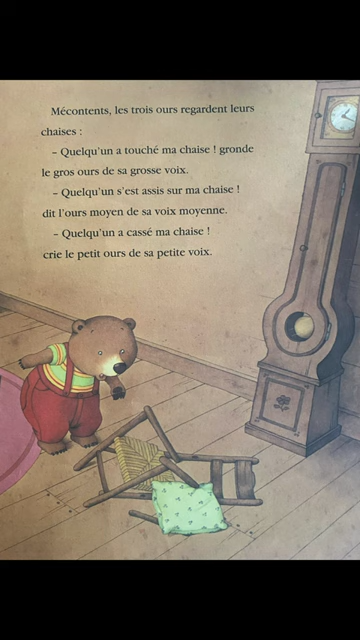 Mécontents, les trois ours regardent leurs
chaises :
– Quelqu'un a touché ma chaise ! gronde
le gros ours de sa grosse voix.
– Quelqu'un s'est assis sur ma chaise !
dit l'ours moyen de sa voix moyenne.
– Quelqu'un a cassé ma chaise !
crie le petit ours de sa petite voix.